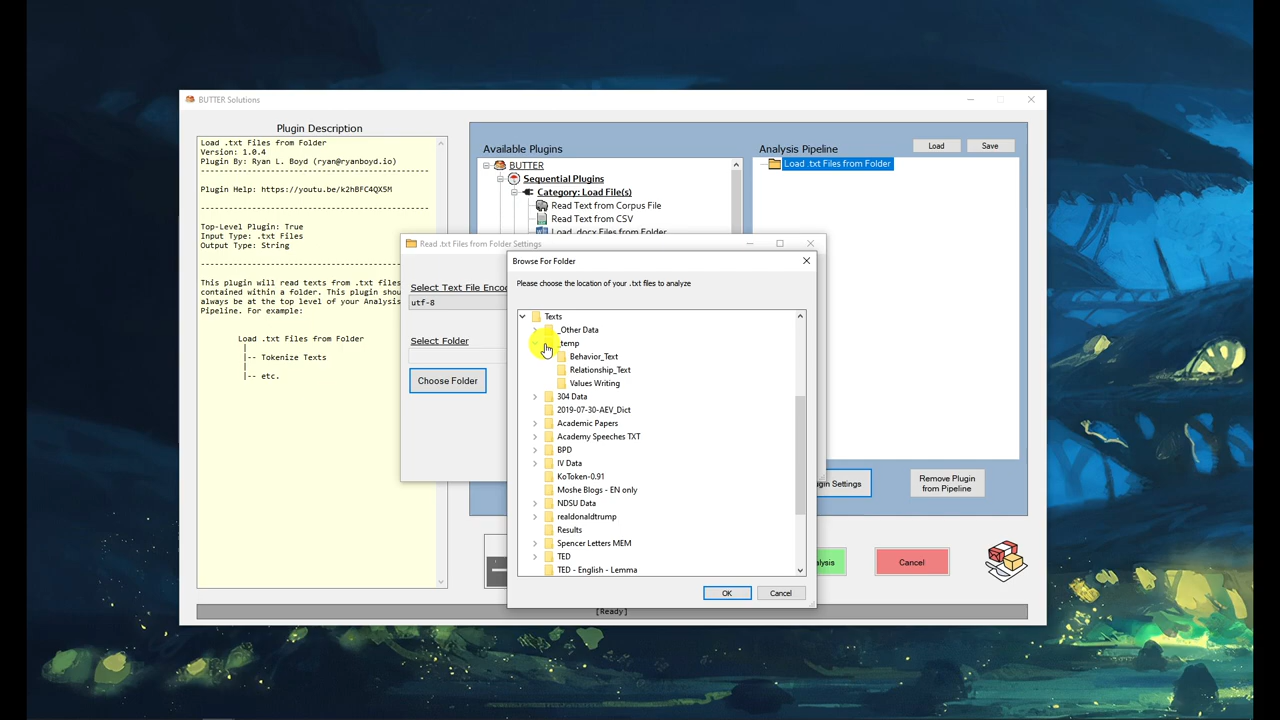 BUTTER Solutions
Plugin Description
Load .txt Files from Folder
Version: 1.0.4
Plugin By: Ryan L. Boyd (ryan@ryanboyd.io)
Plugin Help: https://youtu.be/k2hBFC4QX5M
Top-Level Plugin: True
Input Type: .txt Files
Output Type: String
This plugin will read texts from .txt files
contained within a folder. This plugin shou
always be at the top level of your Analysis
Pipeline. For example:
Load .txt Files from Folder
|
|-- Tokenize Texts
|
|-- etc.
Available Plugins
BUTTER
Sequential Plugins
Category: Load File(s)
Read Text from Corpus File
Read Text from CSV
Load .docx Files from Folder
Analysis Pipeline
Load
Save
Load .txt Files from Folder
Read .txt Files from Folder Settings
Select Text File Enco
utf-8
Select Folder
Choose Folder
Browse For Folder
Please choose the location of your .txt files to analyze
Texts
_Other Data
temp
Behavior_Text
Relationship_Text
Values Writing
304 Data
2019-07-30-AEV_Dict
Academic Papers
Academy Speeches TXT
BPD
IV Data
KoToken-0.91
Moshe Blogs - EN only
NDSU Data
realdonaldtrump
Results
Spencer Letters MEM
TED
TED - English - Lemma
OK
Cancel
gin Settings
Remove Plugin
from Pipeline
lysis
Cancel
[Ready]